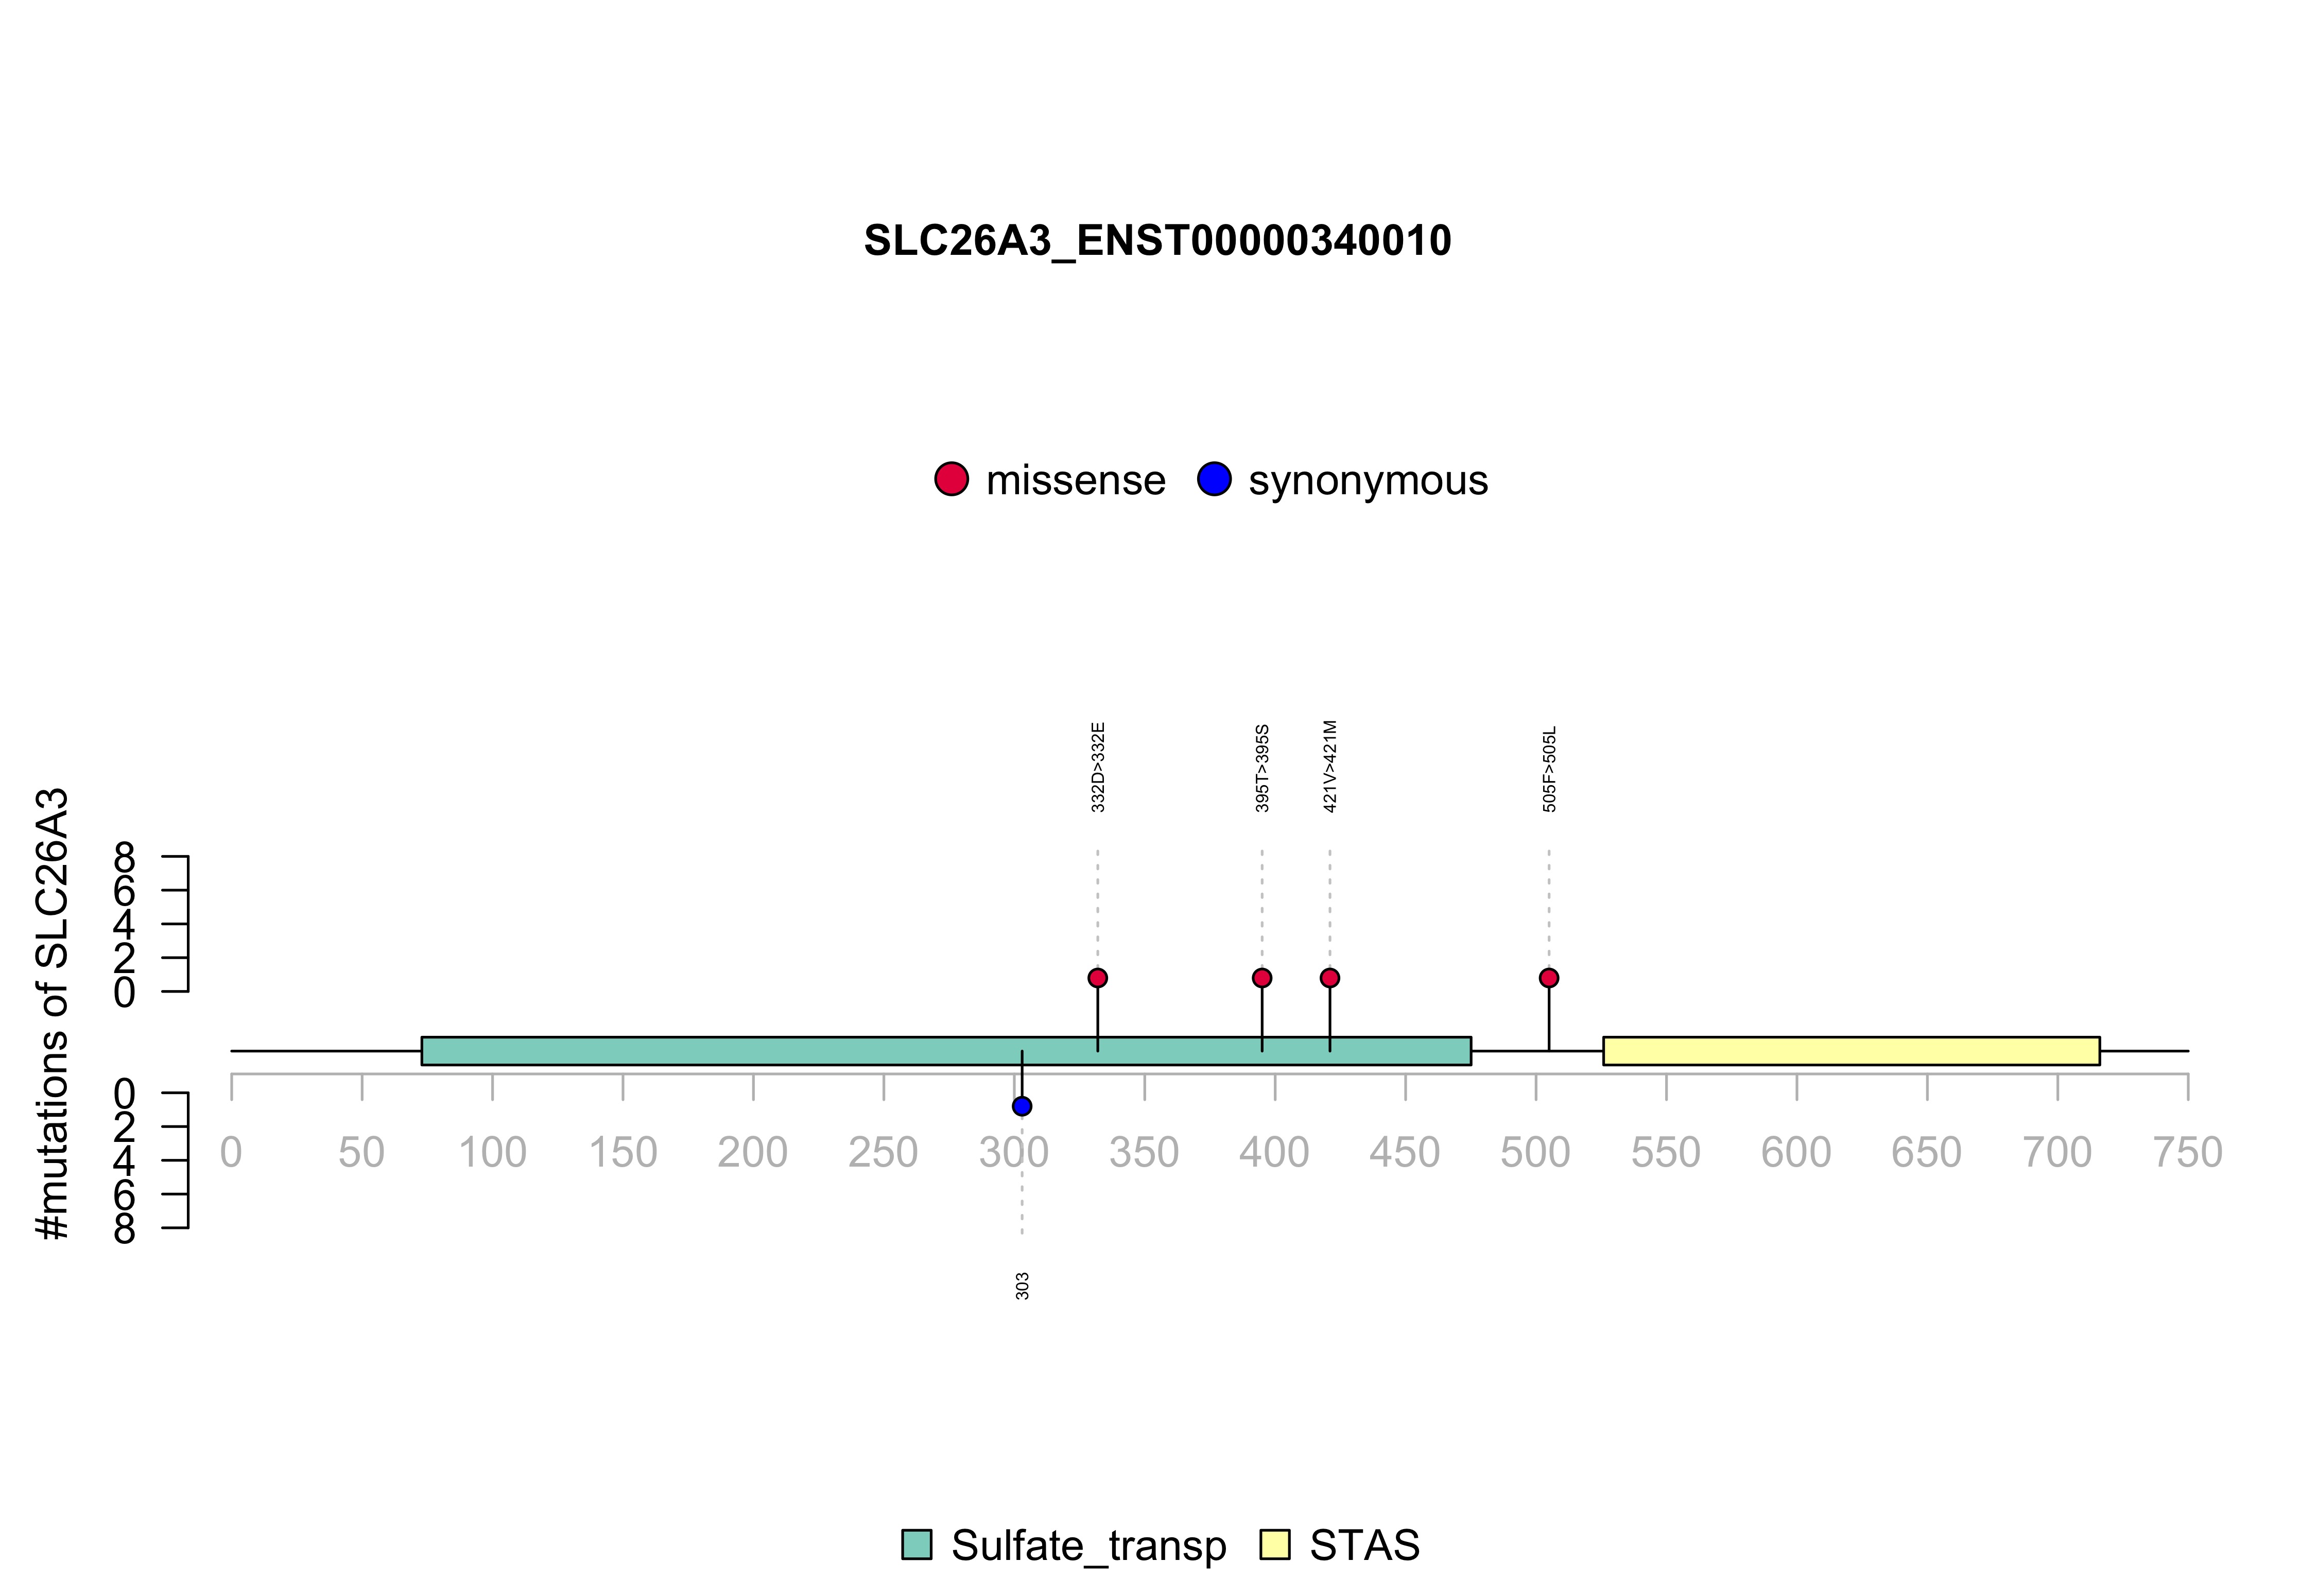 SLC26A3_ENST00000340010
missense synonymous
332D>332E 395T>395S 421V>421M 505F>505L
#mutations of SLC26A3
8
6
4
2
0
0
2
4
6
8
0 50 100 150 200 250 300 350 400 450 500 550 600 650 700 750
303
Sulfate_transp STAS